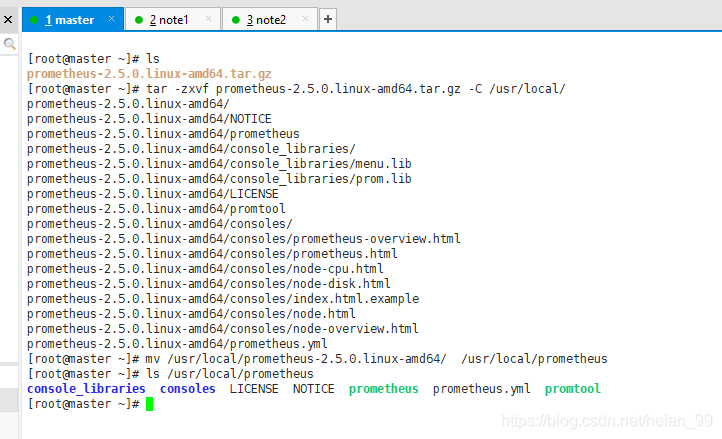 1 master × 2 note1 × 3 note2 × +
[root@master ~]# ls
prometheus-2.5.0.linux-amd64.tar.gz
[root@master ~]# tar -zxvf prometheus-2.5.0.linux-amd64.tar.gz -C /usr/local/
prometheus-2.5.0.linux-amd64/
prometheus-2.5.0.linux-amd64/NOTICE
prometheus-2.5.0.linux-amd64/prometheus
prometheus-2.5.0.linux-amd64/console_libraries/
prometheus-2.5.0.linux-amd64/console_libraries/menu.lib
prometheus-2.5.0.linux-amd64/console_libraries/prom.lib
prometheus-2.5.0.linux-amd64/LICENSE
prometheus-2.5.0.linux-amd64/promtool
prometheus-2.5.0.linux-amd64/consoles/
prometheus-2.5.0.linux-amd64/consoles/prometheus-overview.html
prometheus-2.5.0.linux-amd64/consoles/prometheus.html
prometheus-2.5.0.linux-amd64/consoles/node-cpu.html
prometheus-2.5.0.linux-amd64/consoles/node-disk.html
prometheus-2.5.0.linux-amd64/consoles/index.html.example
prometheus-2.5.0.linux-amd64/consoles/node.html
prometheus-2.5.0.linux-amd64/consoles/node-overview.html
prometheus-2.5.0.linux-amd64/prometheus.yml
[root@master ~]# mv /usr/local/prometheus-2.5.0.linux-amd64/  /usr/local/prometheus
[root@master ~]# ls /usr/local/prometheus
console_libraries  consoles  LICENSE  NOTICE  prometheus  prometheus.yml  promtool
[root@master ~]#
https://blog.csdn.net/heian_99